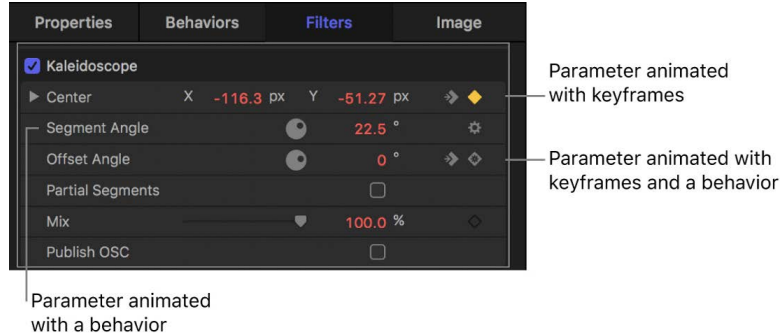 Properties Behaviors Filters Image
Kaleidoscope
Center X -116.3 px Y -51.27 px
Segment Angle 22.5 °
Offset Angle 0 °
Partial Segments
Mix 100.0 %
Publish OSC
Parameter animated
with keyframes
Parameter animated with
keyframes and a behavior
Parameter animated
with a behavior